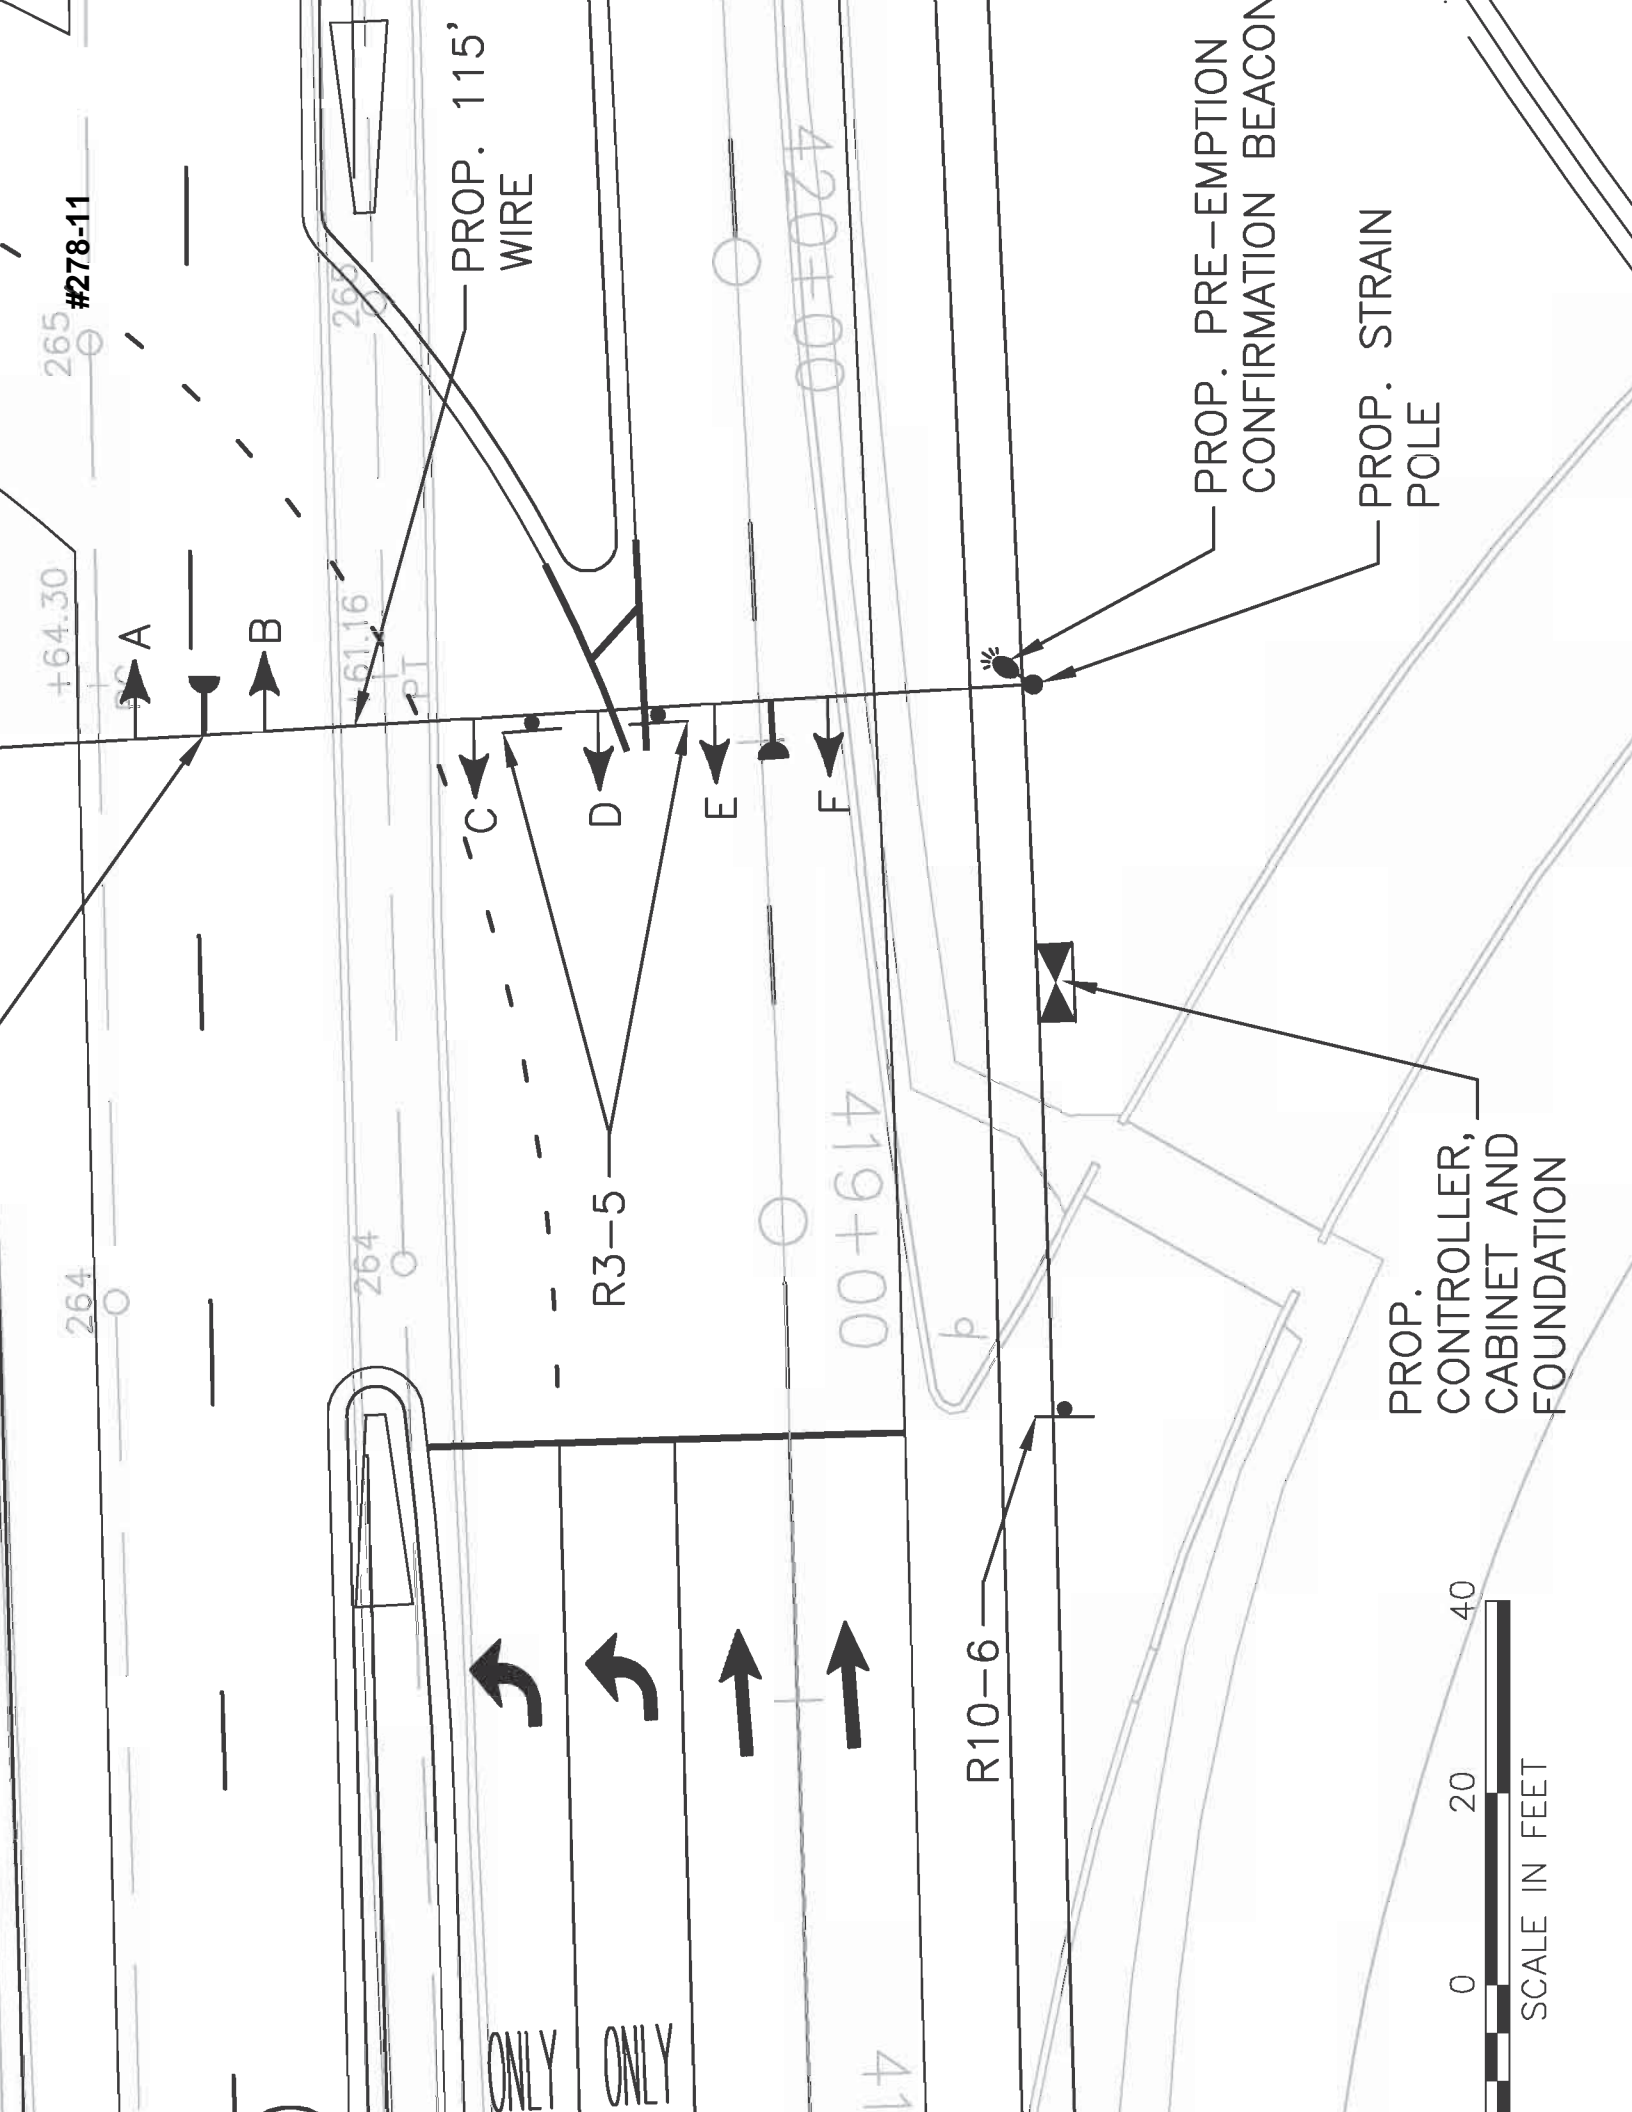 #278-11
265
265
PROP. 115'
WIRE
+64.30
+61.16
PT
A
B
C
D
E
F
420+00
PROP. PRE-EMPTION
CONFIRMATION BEACON
PROP. STRAIN
POLE
R3-5
419+00
264
264
PROP.
CONTROLLER,
CABINET AND
FOUNDATION
R10-6
ONLY
ONLY
41
0 20 40
SCALE IN FEET